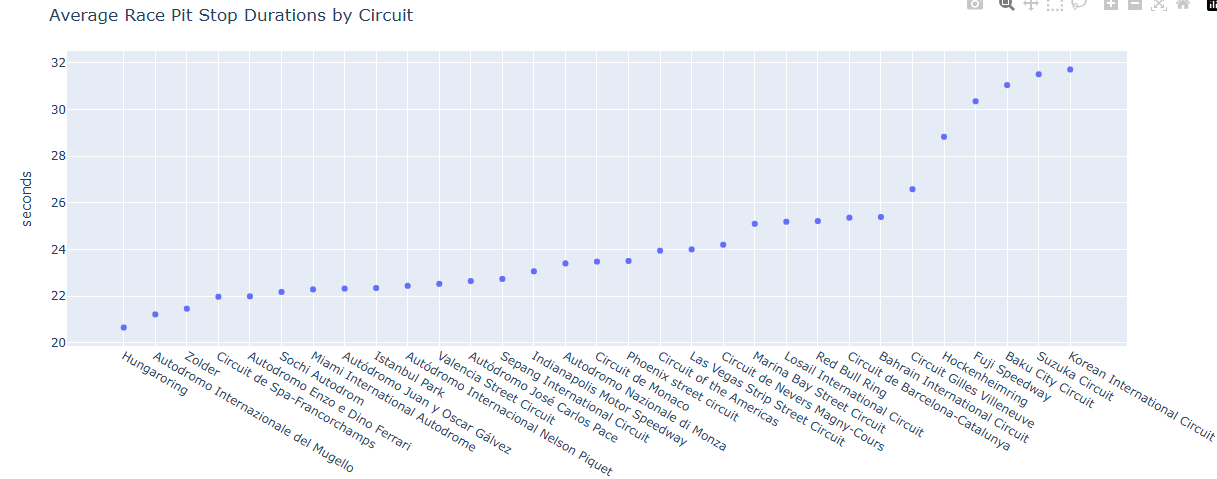 Average Race Pit Stop Durations by Circuit
32
30
28
26
24
22
20
seconds
Hungaroring
Autodromo Internazionale del Mugello
Zolder
Circuit de Spa-Francorchamps
Autodromo Enzo e Dino Ferrari
Sochi Autodrom
Miami International Autodrome
Autódromo Juan y Oscar Gálvez
Istanbul Park
Autódromo Internacional Nelson Piquet
Valencia Street Circuit
Autódromo José Carlos Pace
Sepang International Circuit
Indianapolis Motor Speedway
Autodromo Nazionale di Monza
Circuit de Monaco
Phoenix street circuit
Circuit of the Americas
Las Vegas Strip Street Circuit
Circuit de Nevers Magny-Cours
Marina Bay Street Circuit
Losail International Circuit
Red Bull Ring
Circuit de Barcelona-Catalunya
Bahrain International Circuit
Circuit Gilles Villeneuve
Hockenheimring
Fuji Speedway
Baku City Circuit
Suzuka Circuit
Korean International Circuit